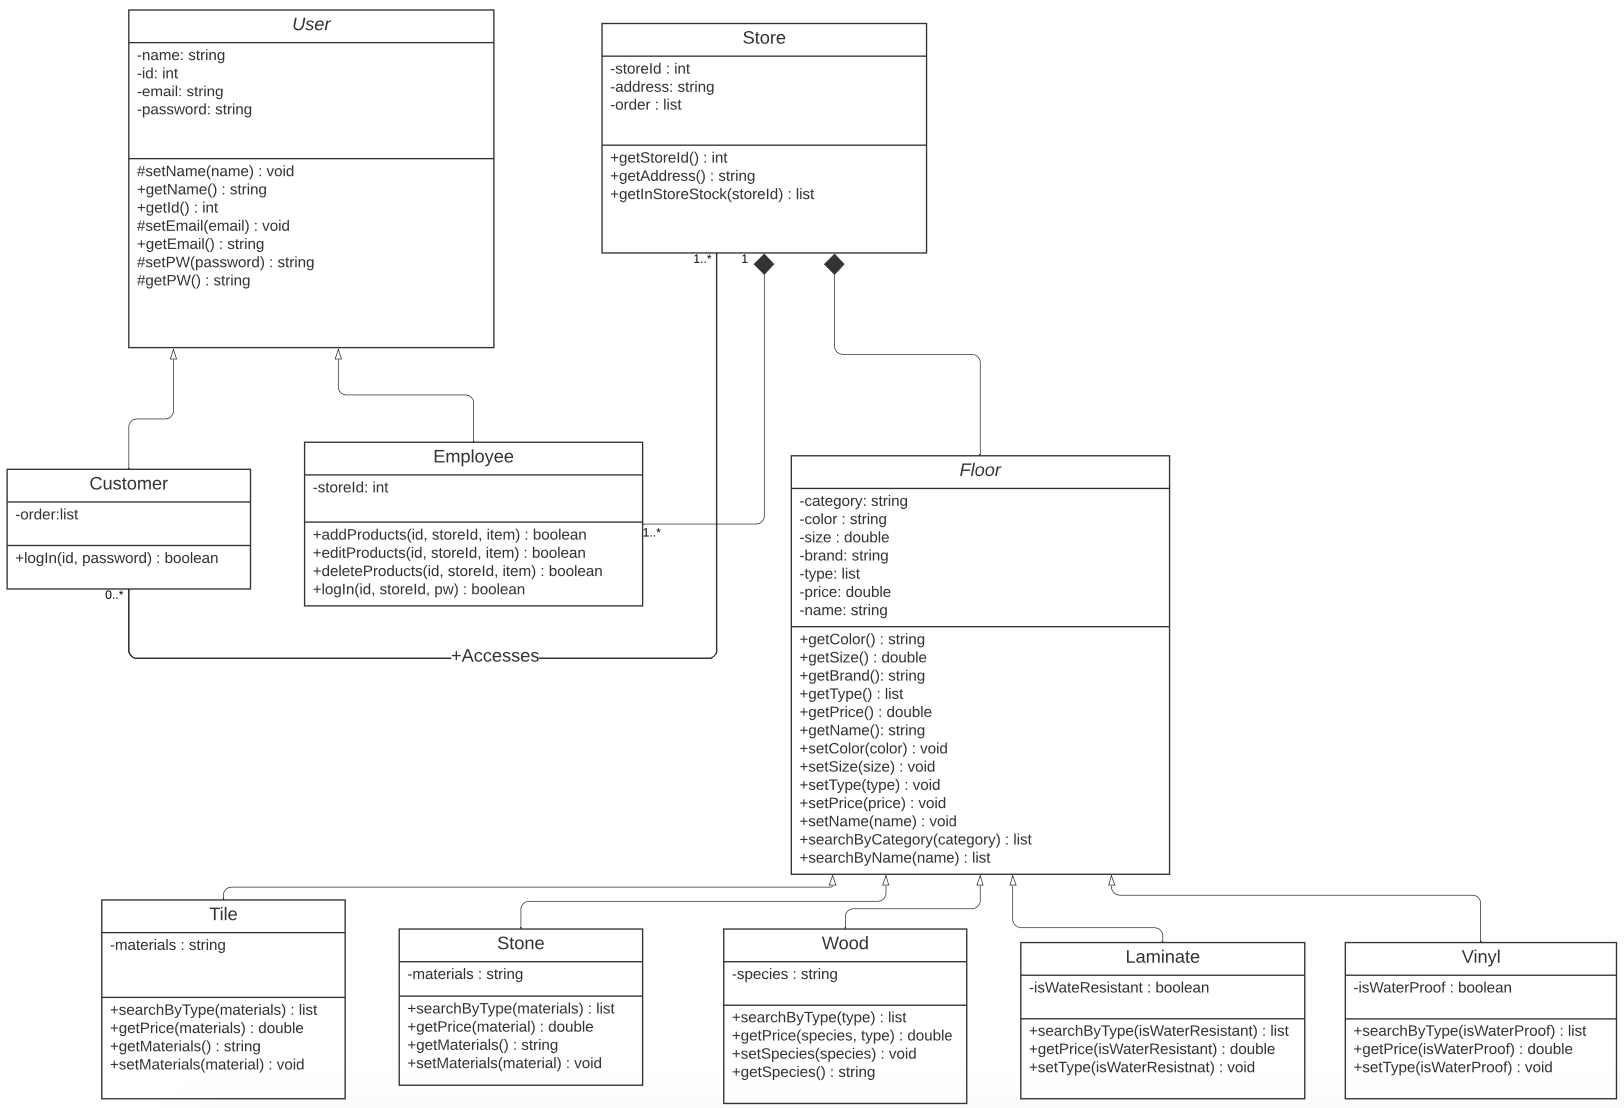 User
-name: string
-id: int
-email: string
-password: string
#setName(name) : void
+getName() : string
+getId() : int
#setEmail(email) : void
+getEmail() : string
#setPW(password) : string
#getPW() : string
Store
-storeId : int
-address: string
-order : list
+getStoreId() : int
+getAddress() : string
+getInStoreStock(storeId) : list
1..*
1
Customer
-order:list
+logIn(id, password) : boolean
0..*
Employee
-storeId: int
+addProducts(id, storeId, item) : boolean
+editProducts(id, storeId, item) : boolean
+deleteProducts(id, storeId, item) : boolean
+logIn(id, storeId, pw) : boolean
1..*
+Accesses
Floor
-category: string
-color : string
-size : double
-brand: string
-type: list
-price: double
-name: string
+getColor() : string
+getSize() : double
+getBrand(): string
+getType() : list
+getPrice() : double
+getName(): string
+setColor(color) : void
+setSize(size) : void
+setType(type) : void
+setPrice(price) : void
+setName(name) : void
+searchByCategory(category) : list
+searchByName(name) : list
Tile
-materials : string
+searchByType(materials) : list
+getPrice(materials) : double
+getMaterials() : string
+setMaterials(material) : void
Stone
-materials : string
+searchByType(materials) : list
+getPrice(material) : double
+getMaterials() : string
+setMaterials(material) : void
Wood
-species : string
+searchByType(type) : list
+getPrice(species, type) : double
+setSpecies(species) : void
+getSpecies() : string
Laminate
-isWateResistant : boolean
+searchByType(isWaterResistant) : list
+getPrice(isWaterResistant) : double
+setType(isWaterResistnat) : void
Vinyl
-isWaterProof : boolean
+searchByType(isWaterProof) : list
+getPrice(isWaterProof) : double
+setType(isWaterProof) : void